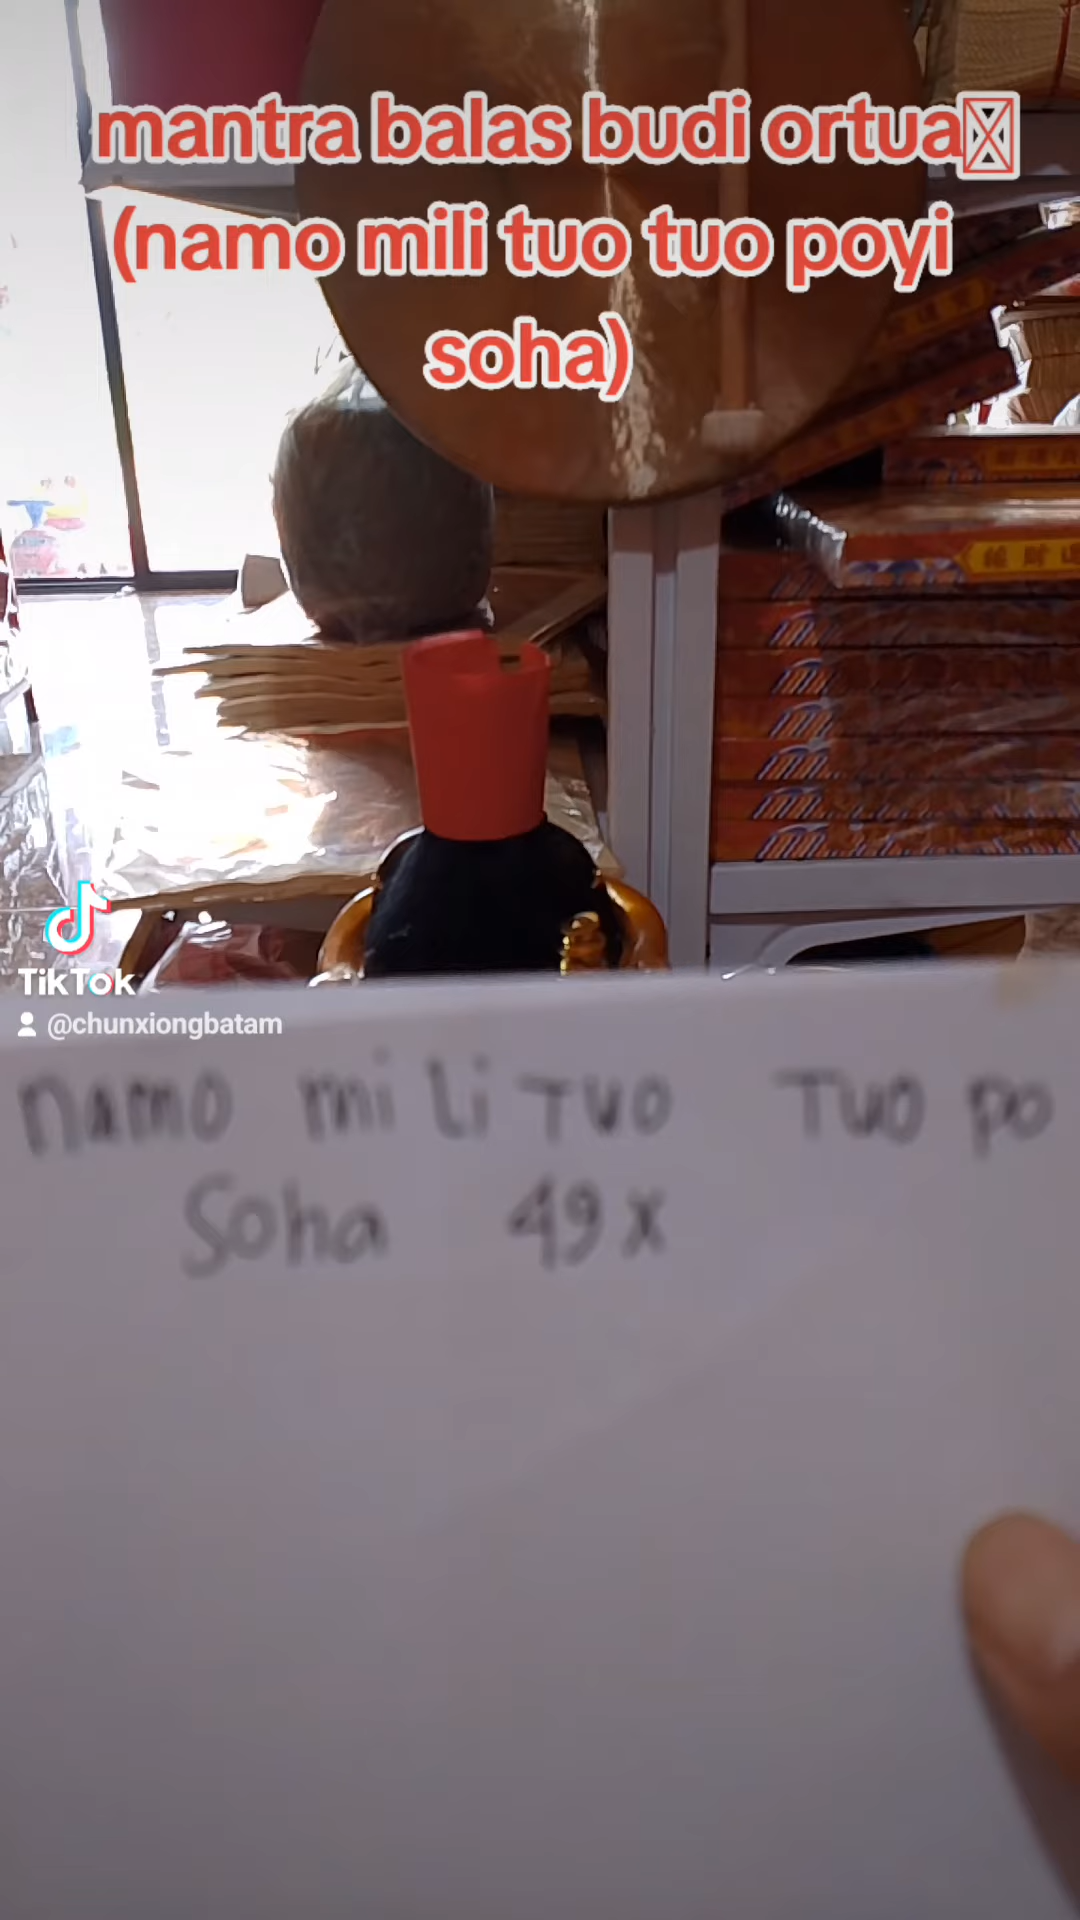 mantra balas budi ortua
(namo mili tuo tuo poyi
soha)
TikTok
@chunxiongbatam
namo mi li Tuo Tuo po
Soha 49x